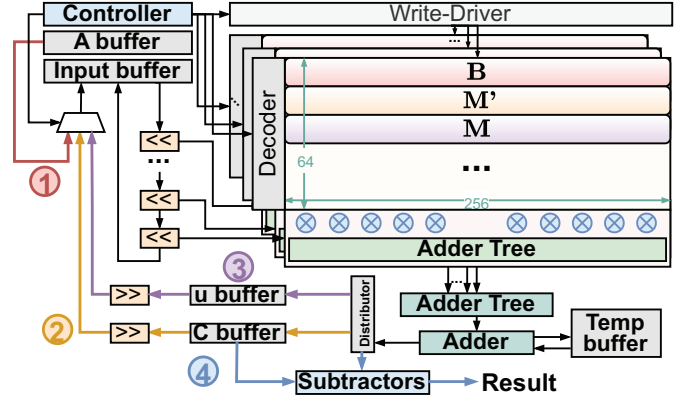 Controller
Write-Driver
A buffer
Input buffer
...
B
M'
M
...
Decoder
64
256
<<
...
<<
<<
1
Adder Tree
3
>>
u buffer
Distributor
...
Adder Tree
2
>>
C buffer
Adder
Temp
buffer
4
Subtractors
Result